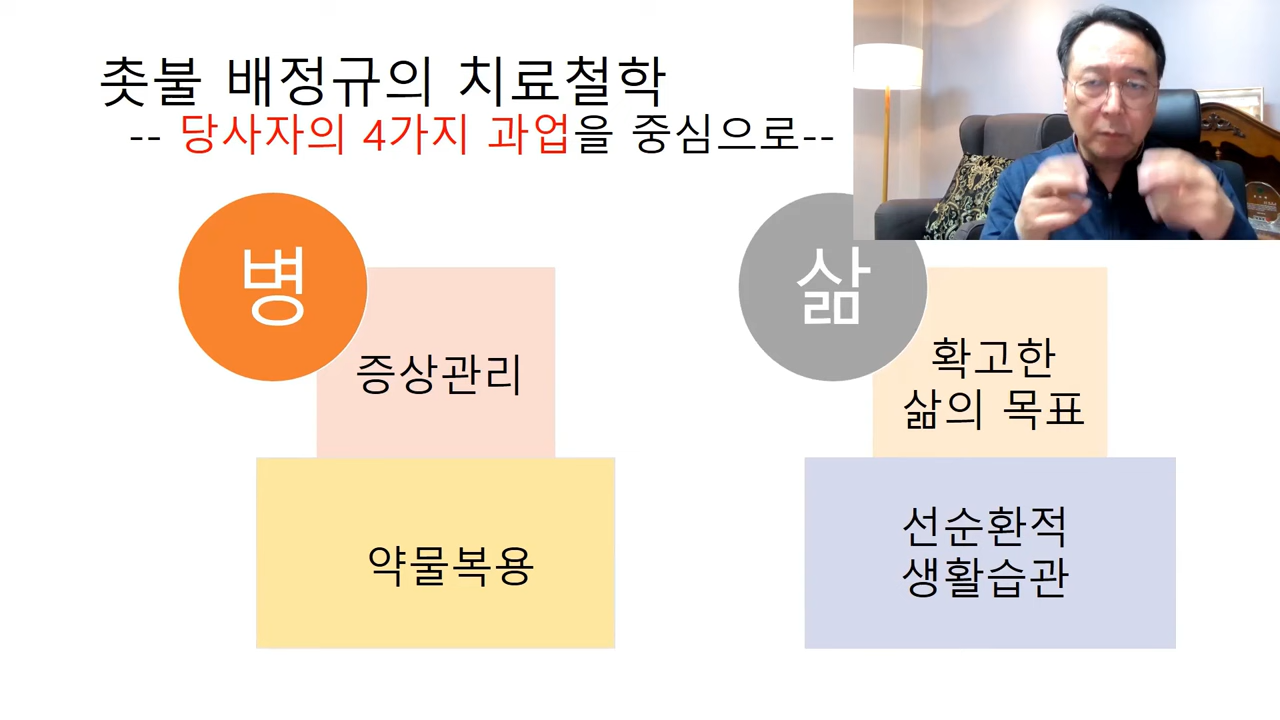 촛불 배정규의 치료철학
-- 당사자의 4가지 과업을 중심으로--
병
증상관리
약물복용
삶
확고한
삶의 목표
선순환적
생활습관